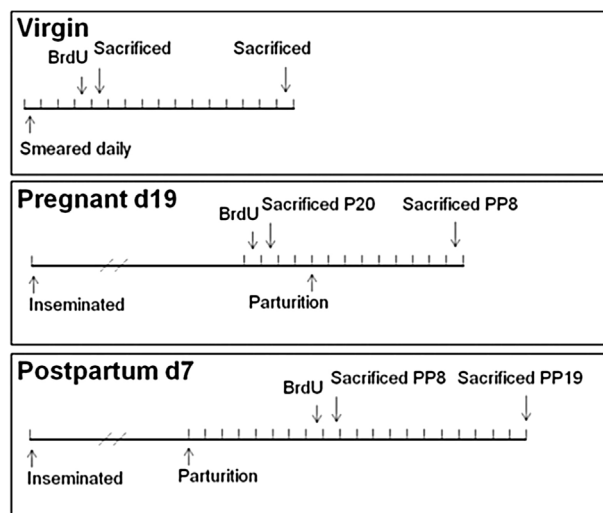 Virgin
BrdU Sacrificed Sacrificed
Smeared daily
Pregnant d19
BrdU Sacrificed P20 Sacrificed PP8
Inseminated Parturition
Postpartum d7
BrdU Sacrificed PP8 Sacrificed PP19
Inseminated Parturition